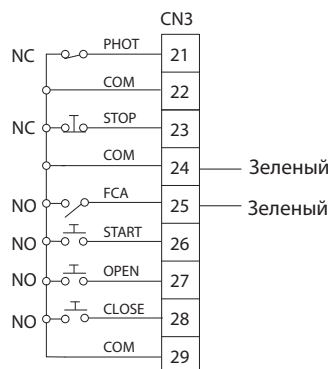 CN3
NC PHOT 21
COM 22
NC STOP 23
COM 24 Зеленый
NO FCA 25 Зеленый
NO START 26
NO OPEN 27
NO CLOSE 28
COM 29